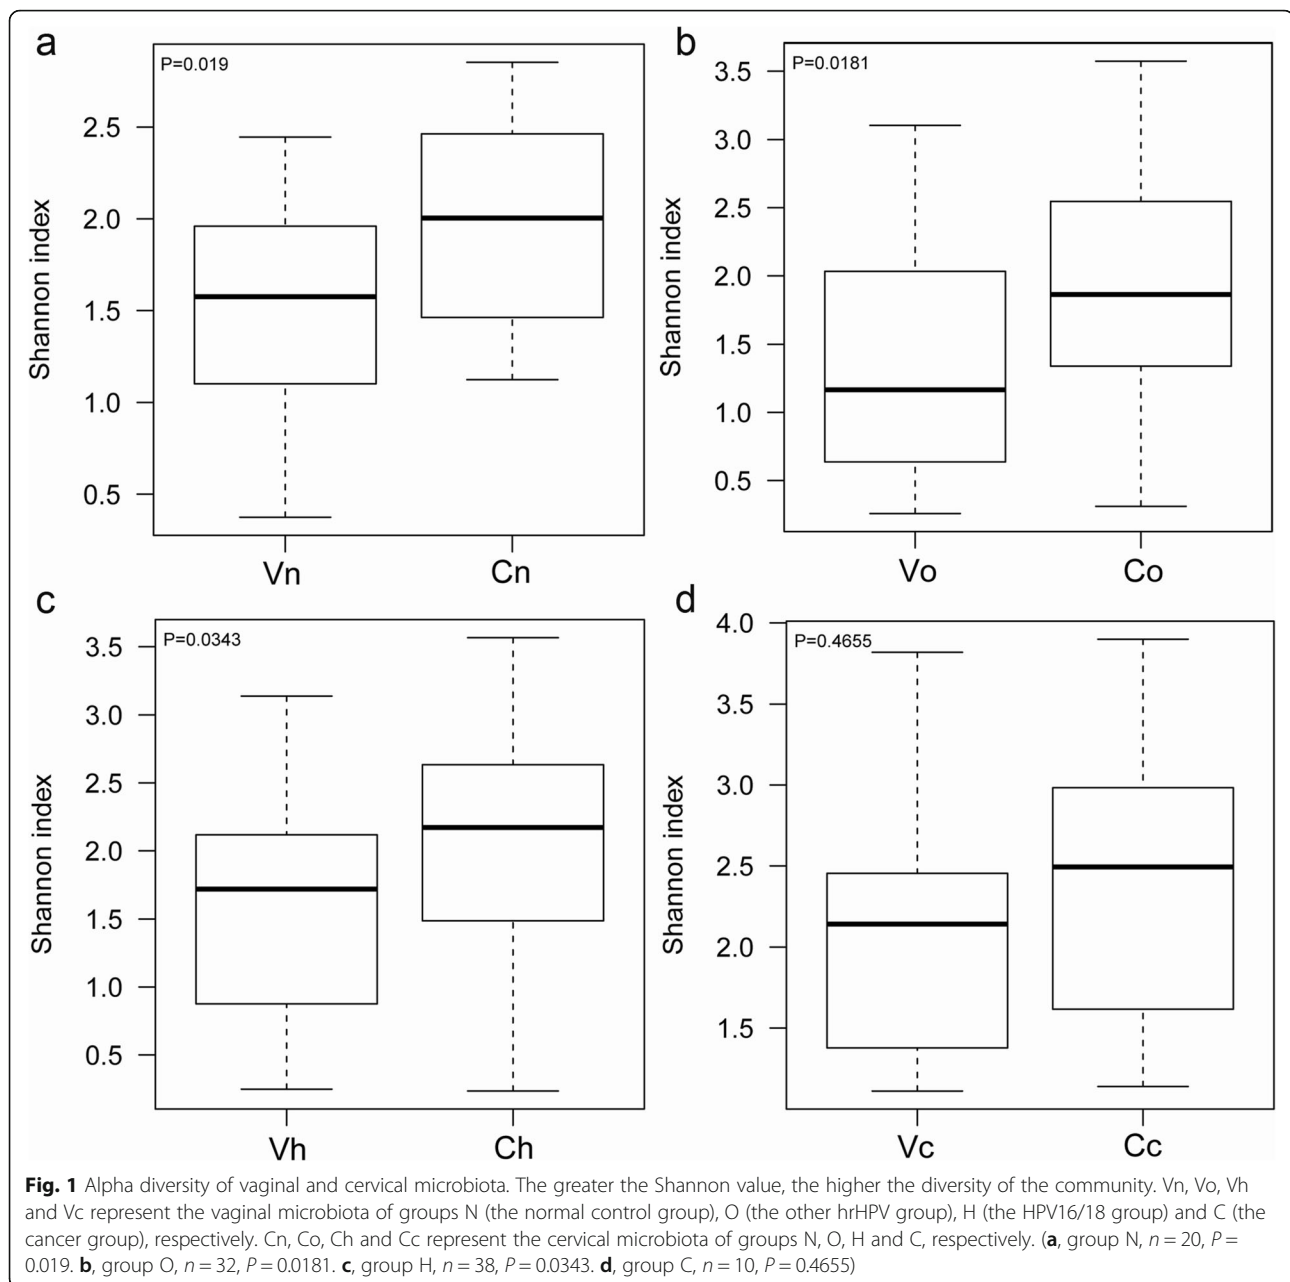 a
P=0.019
Shannon index
2.5
2.0
1.5
1.0
0.5
Vn Cn
b
P=0.0181
Shannon index
3.5
3.0
2.5
2.0
1.5
1.0
0.5
Vo Co
c
P=0.0343
Shannon index
3.5
3.0
2.5
2.0
1.5
1.0
0.5
Vh Ch
d
P=0.4655
Shannon index
4.0
3.5
3.0
2.5
2.0
1.5
Vc Cc
Fig. 1 Alpha diversity of vaginal and cervical microbiota. The greater the Shannon value, the higher the diversity of the community. Vn, Vo, Vh
and Vc represent the vaginal microbiota of groups N (the normal control group), O (the other hrHPV group), H (the HPV16/18 group) and C (the
cancer group), respectively. Cn, Co, Ch and Cc represent the cervical microbiota of groups N, O, H and C, respectively. (a, group N, n = 20, P =
0.019. b, group O, n = 32, P = 0.0181. c, group H, n = 38, P = 0.0343. d, group C, n = 10, P = 0.4655)